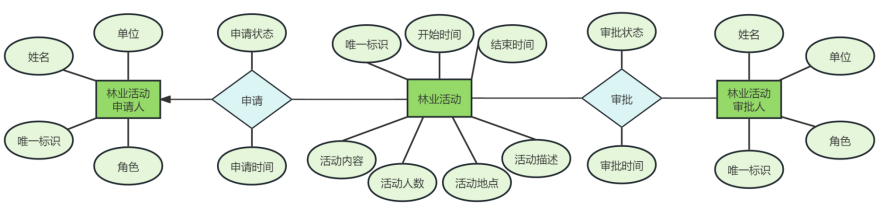 单位
姓名
林业活动
申请人
唯一标识
角色
申请状态
申请
申请时间
唯一标识
开始时间
结束时间
林业活动
活动内容
活动人数
活动地点
活动描述
审批状态
审批
审批时间
姓名
单位
林业活动
审批人
角色
唯一标识